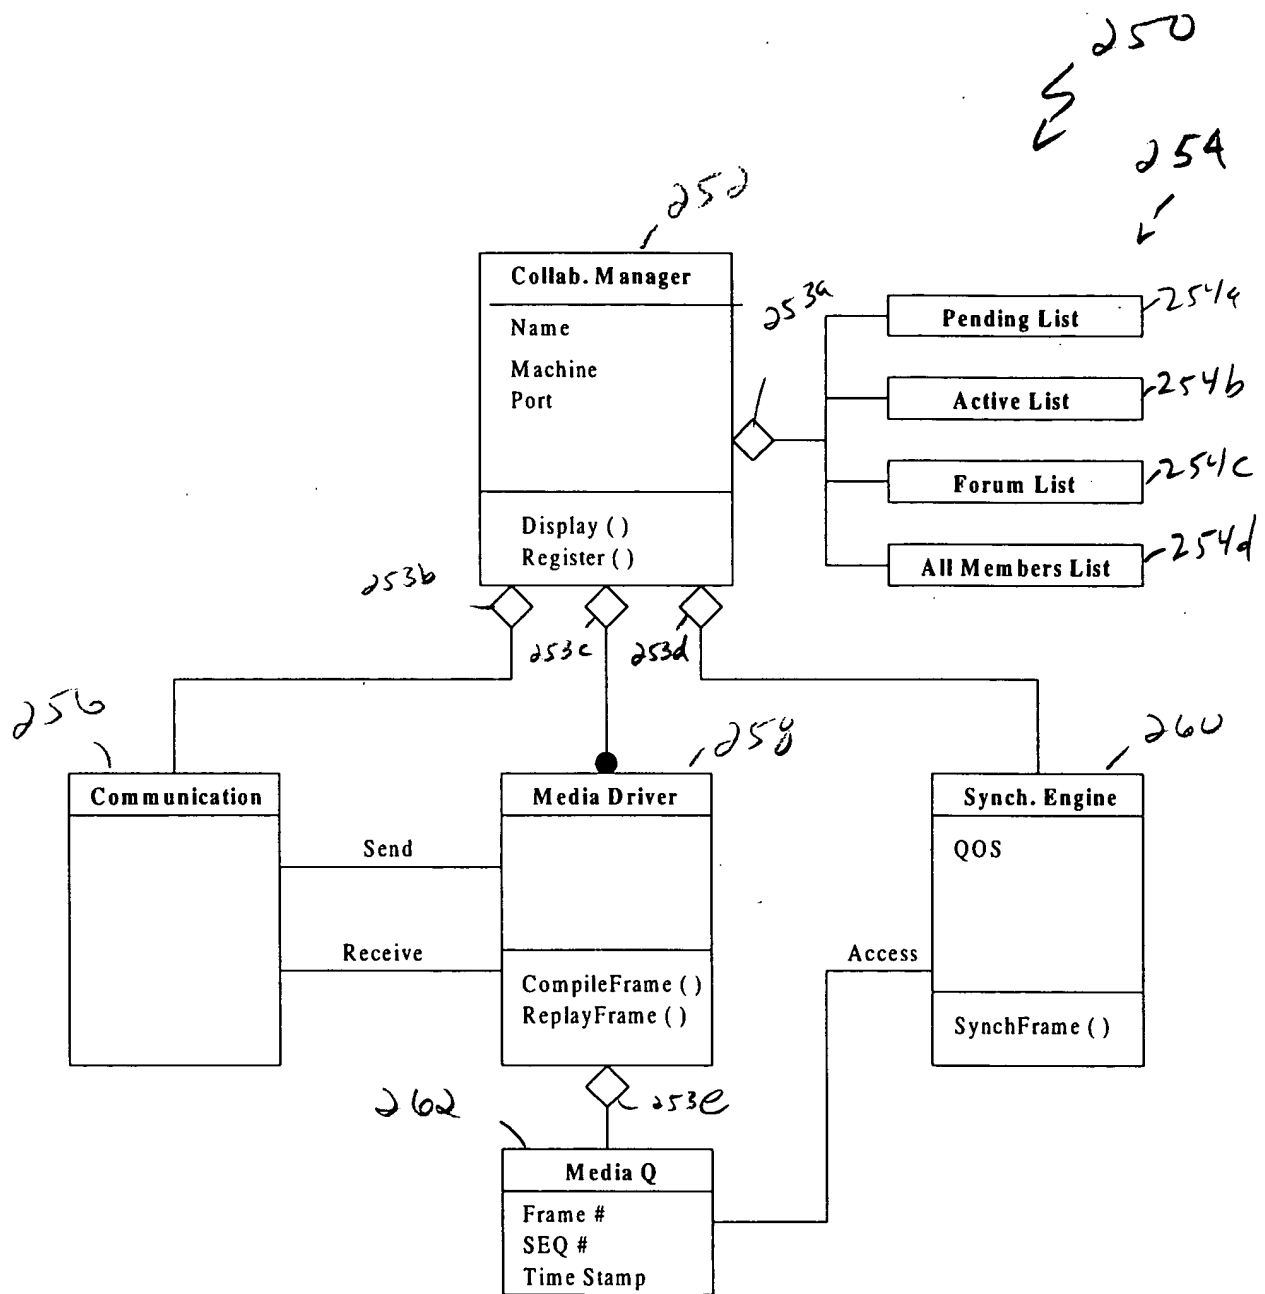 250
254
252
Collab. Manager
Name
Machine
Port
Display ( )
Register ( )
253a
Pending List
254a
Active List
254b
Forum List
254c
All Members List
254d
253b
253c
253d
256
258
260
Communication
Media Driver
Synch. Engine
Send
QOS
Receive
Access
CompileFrame ( )
ReplayFrame ( )
SynchFrame ( )
262
253e
Media Q
Frame #
SEQ #
Time Stamp